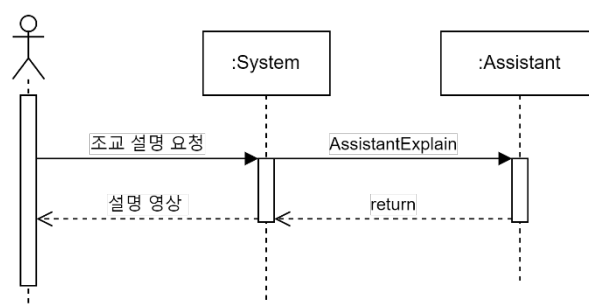 :System
:Assistant
조교 설명 요청
AssistantExplain
설명 영상
return